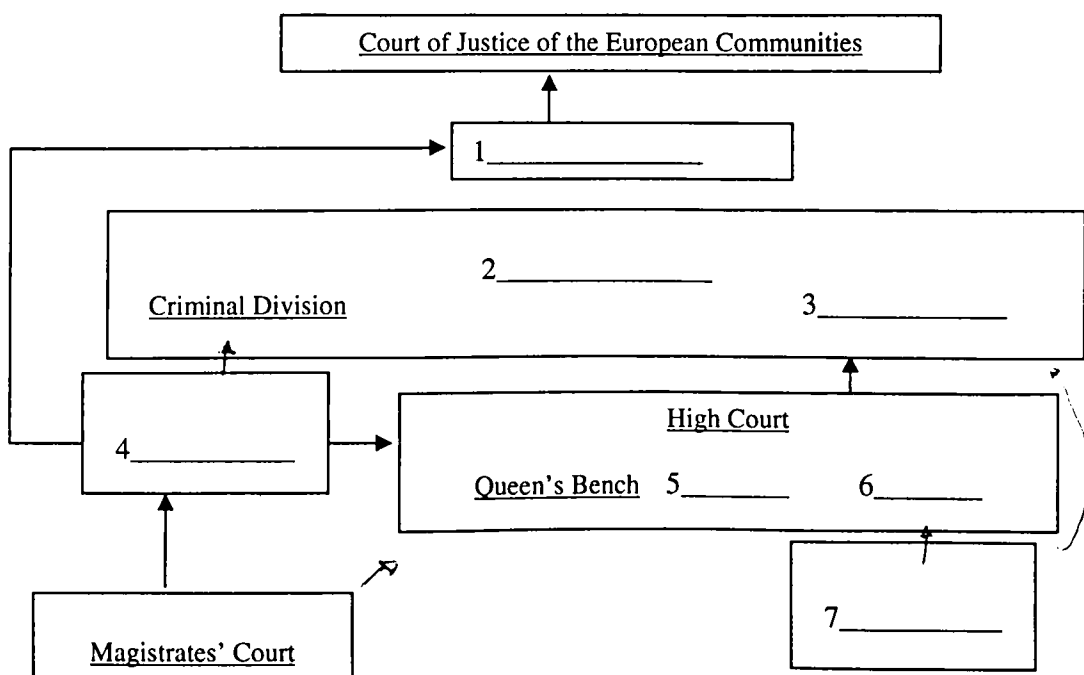 Court of Justice of the European Communities
1
2
Criminal Division
3
High Court
4
Queen's Bench 5 6
7
Magistrates' Court